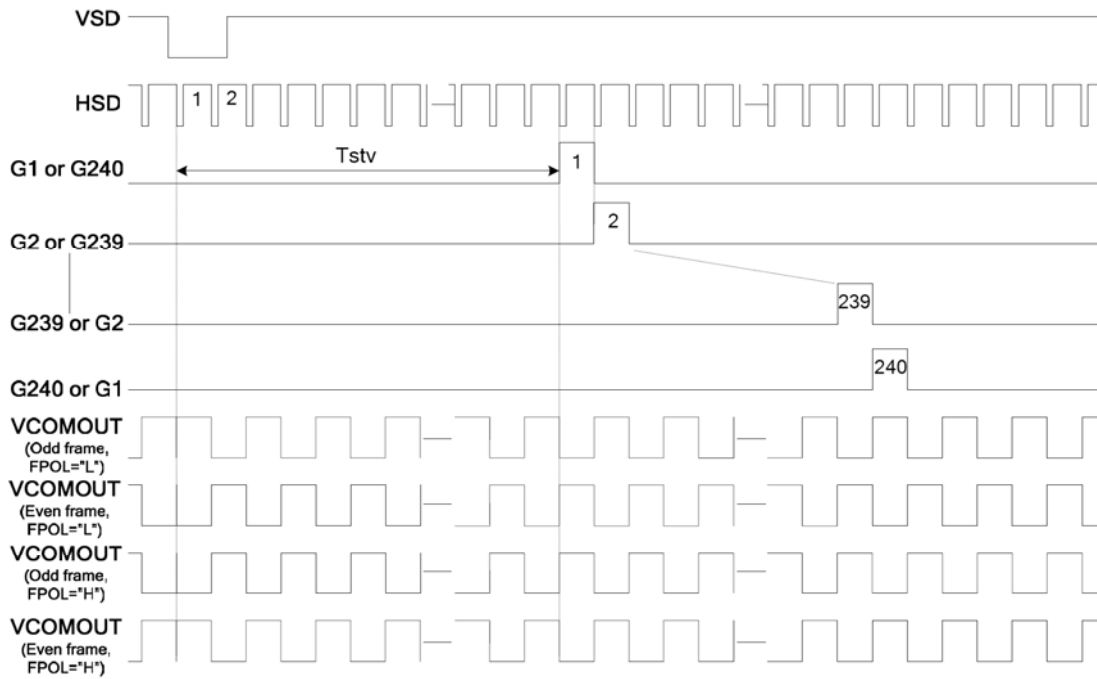 VSD
HSD
1 2
Tstv
G1 or G240
1
G2 or G239
2
G239 or G2
239
G240 or G1
240
VCOMOUT
(Odd frame,
FPOL="L")
VCOMOUT
(Even frame,
FPOL="L")
VCOMOUT
(Odd frame,
FPOL="H")
VCOMOUT
(Even frame,
FPOL="H")